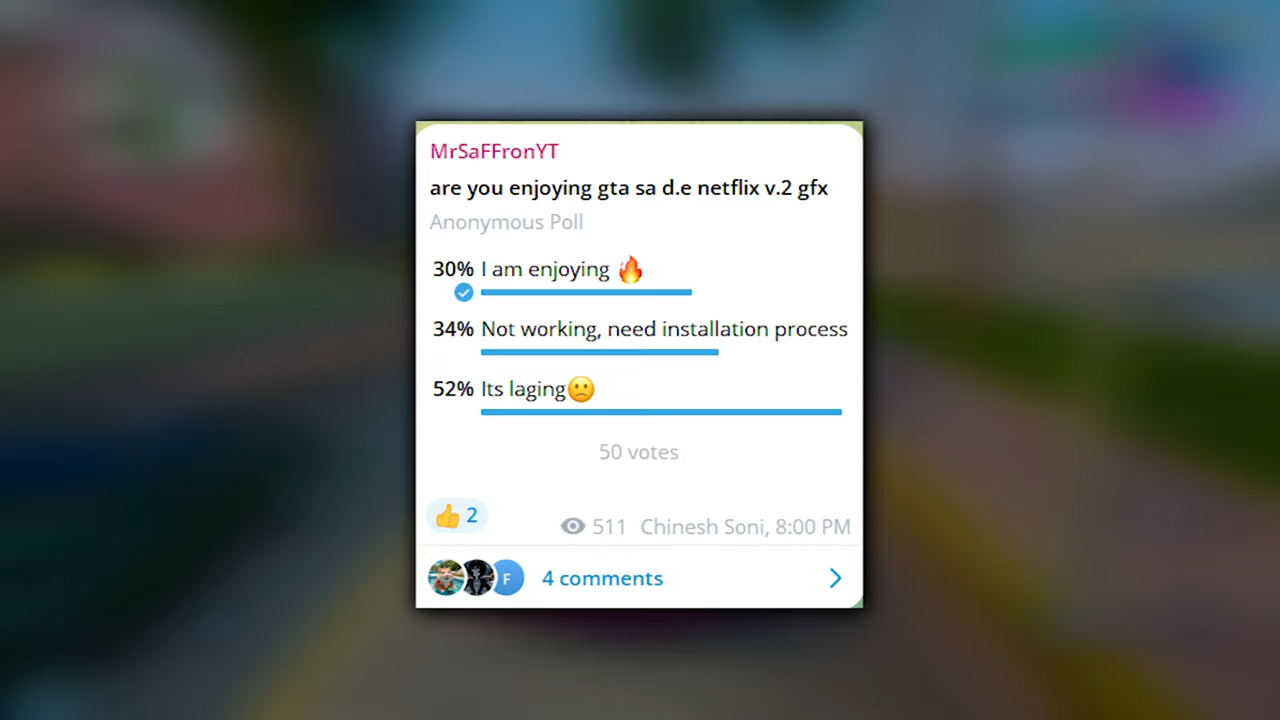 MrSaFFronYT
are you enjoying gta sa d.e netflix v.2 gfx
Anonymous Poll
30% I am enjoying 🔥
34% Not working, need installation process
52% Its laging🙁
50 votes
👍 2
511 Chinesh Soni, 8:00 PM
F
4 comments